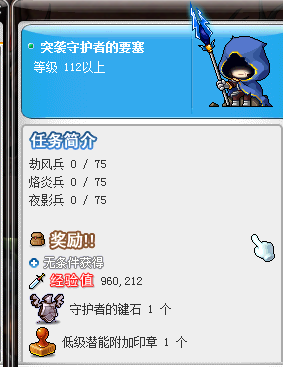 突袭守护者的要塞
等级 112以上
任务简介
劫风兵 0 / 75
烙炎兵 0 / 75
夜影兵 0 / 75
奖励!!
无条件获得
经验值 960,212
守护者的键石 1 个
低级潜能附加印章 1 个